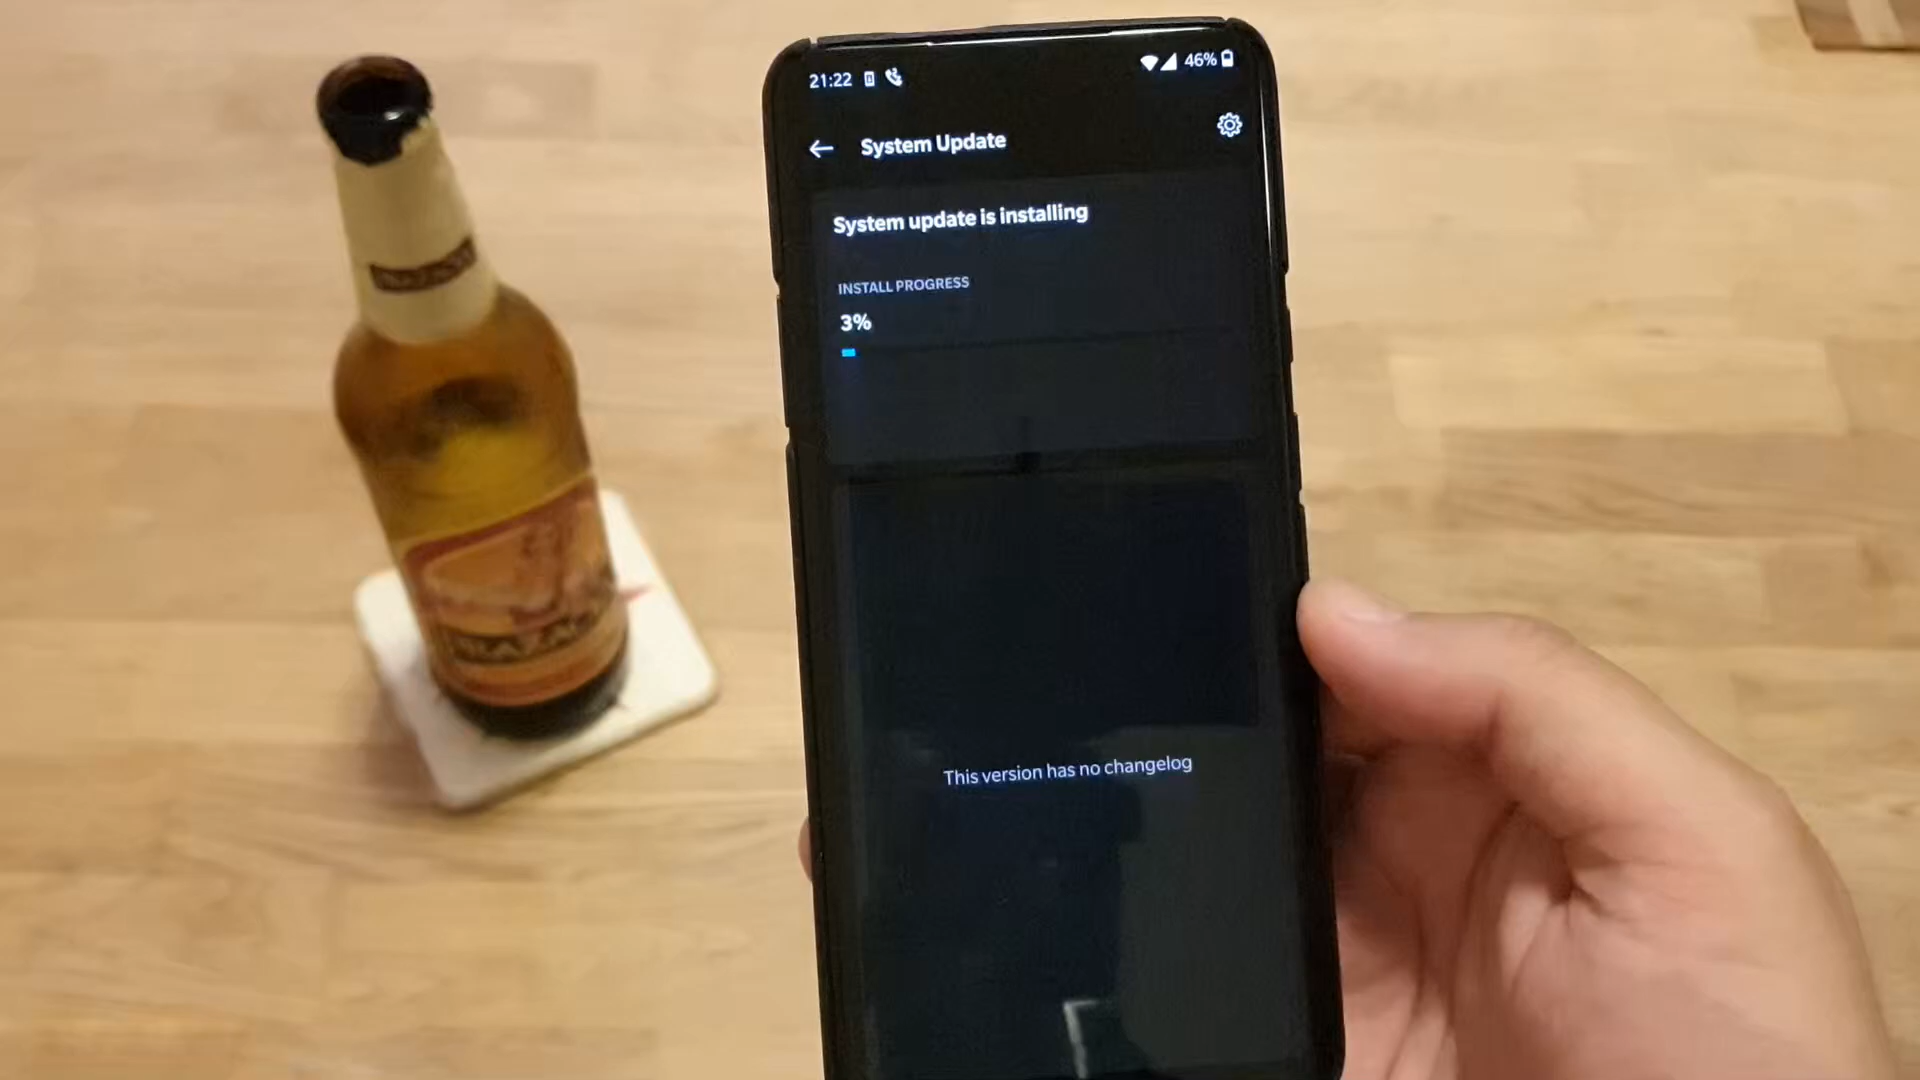 21:22
46%
System Update
System update is installing
INSTALL PROGRESS
3%
This version has no changelog